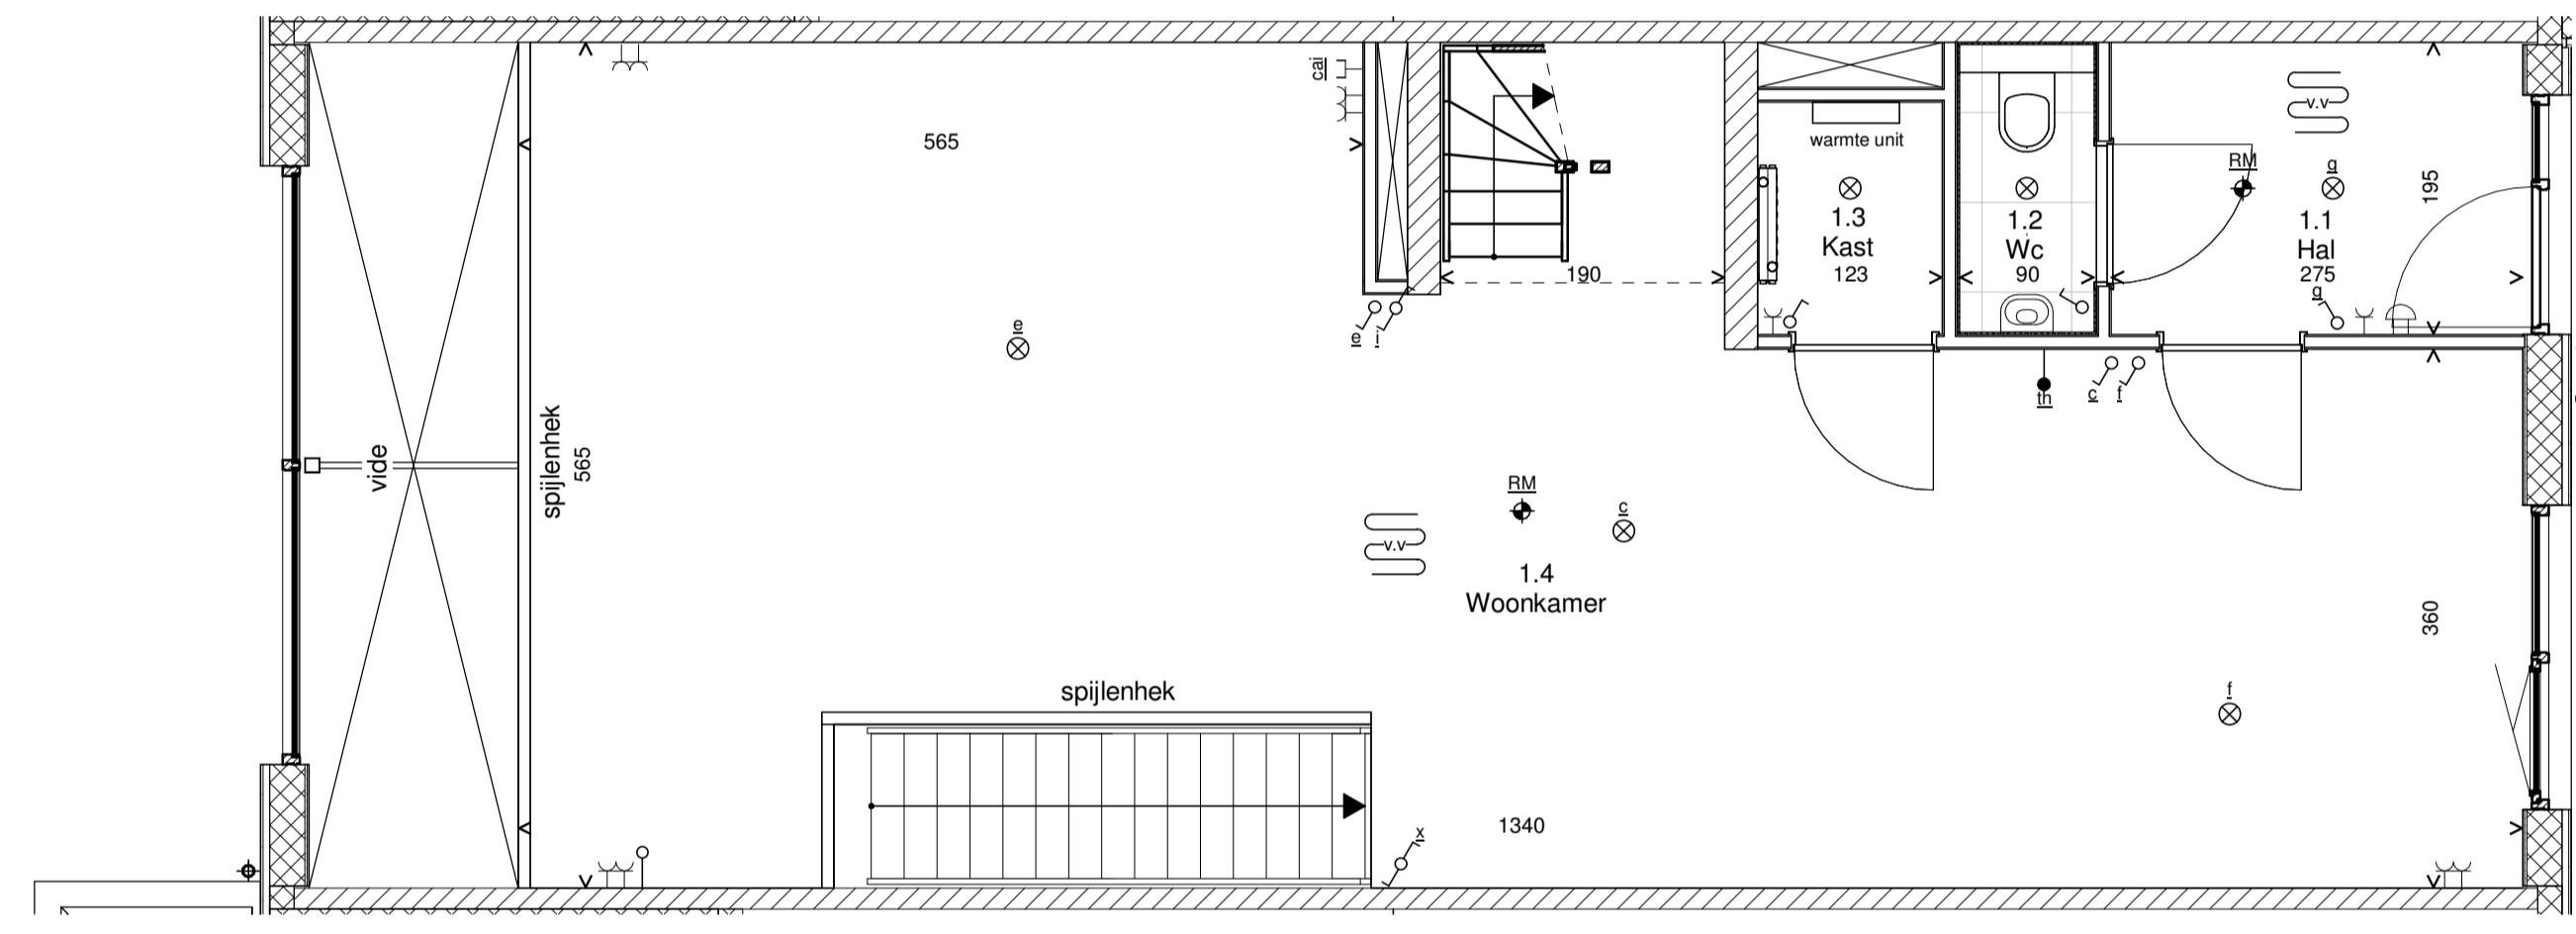 cai
565
warmte unit
v.v
RM
g
195
1.3
Kast
123
1.2
Wc
90
1.1
Hal
275
g
190
e
e
i
th
c
f
vide
spijlenhek
565
RM
c
v.v
1.4
Woonkamer
360
spijlenhek
f
1340
x